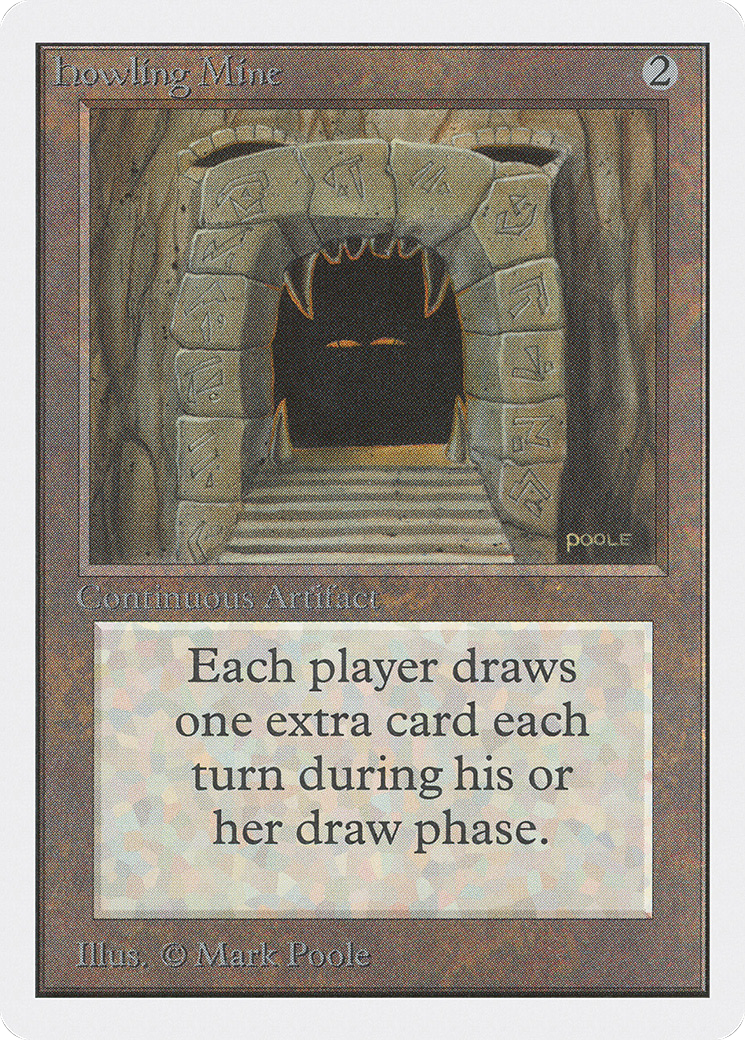 Howling Mine
2
POOLE
Continuous Artifact
Each player draws
one extra card each
turn during his or
her draw phase.
Illus. © Mark Poole